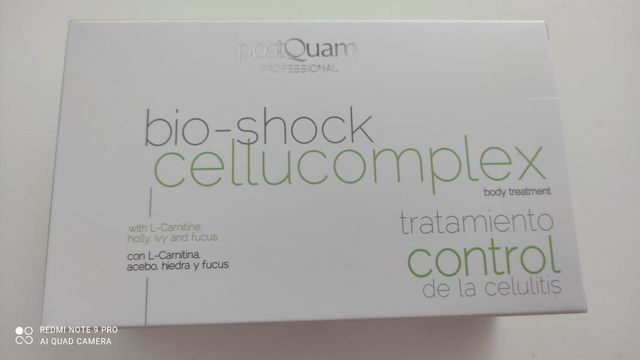 postQuam
PROFESSIONAL
bio-shock
cellucomplex
body treatment
with L-Carnitine,
holly, ivy and fucus
con L-Carnitina,
acebo, hiedra y fucus
tratamiento
control
de la celulitis
REDMI NOTE 9 PRO
AI QUAD CAMERA